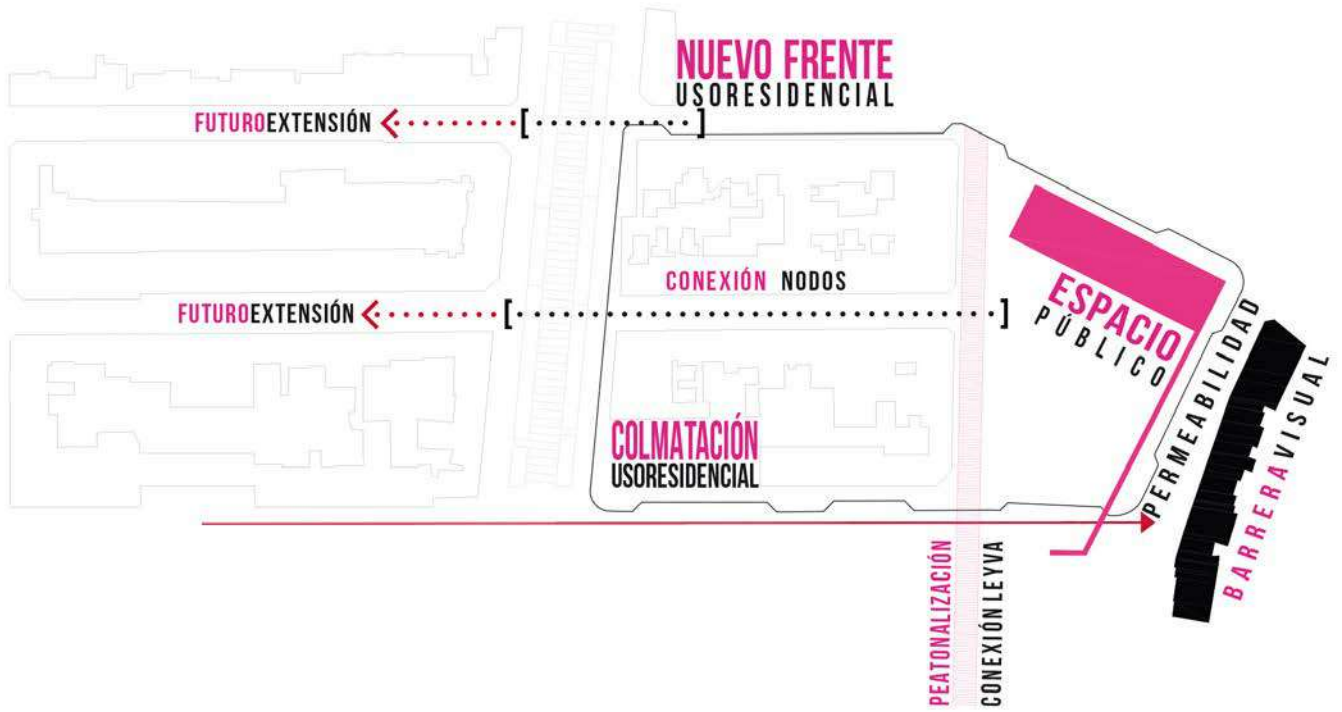 NUEVO FRENTE
USORESIDENCIAL
FUTUROEXTENSIÓN
CONEXIÓN NODOS
FUTUROEXTENSIÓN
ESPACIO
PÚBLICO
PERMEABILIDAD
BARRERAVISUAL
COLMATACIÓN
USORESIDENCIAL
PEATONALIZACIÓN
CONEXIÓN LEYVA